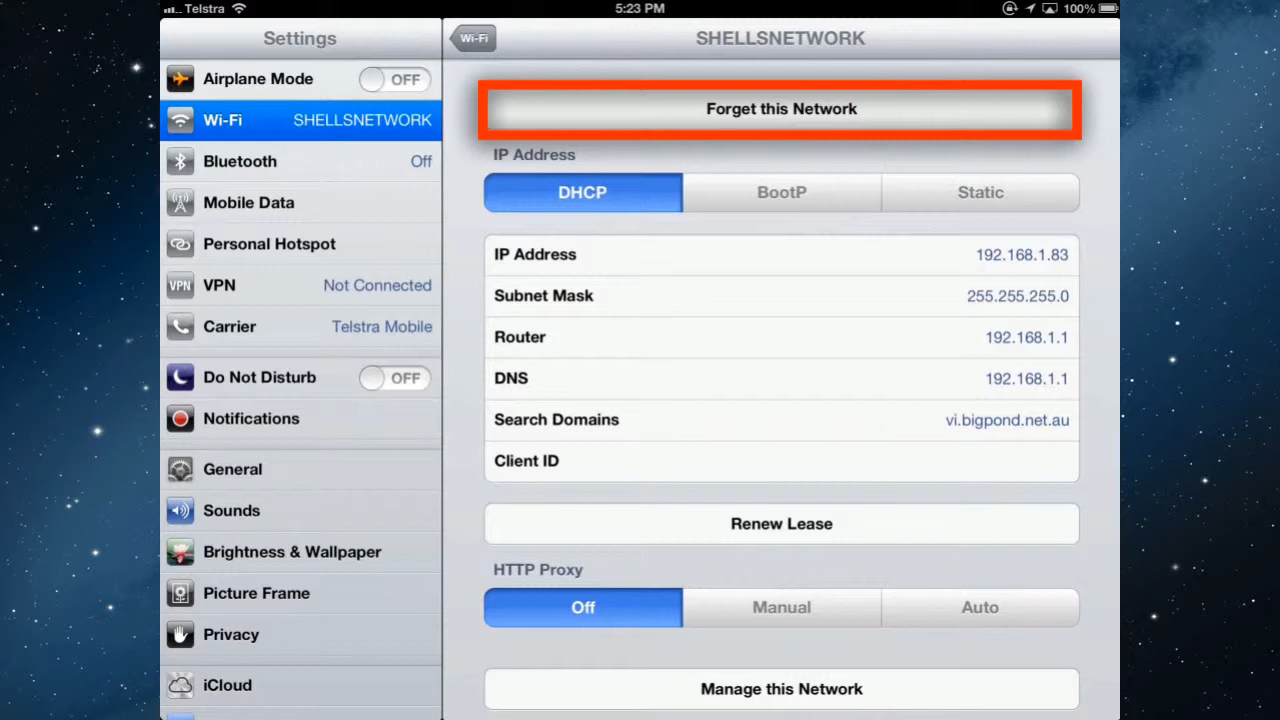 Telstra 5:23 PM 100%
Settings
Airplane Mode OFF
Wi-Fi SHELLSNETWORK
Bluetooth Off
Mobile Data
Personal Hotspot
VPN VPN Not Connected
Carrier Telstra Mobile
Do Not Disturb OFF
Notifications
General
Sounds
Brightness & Wallpaper
Picture Frame
Privacy
iCloud
Wi-Fi SHELLSNETWORK
Forget this Network
IP Address
DHCP BootP Static
IP Address 192.168.1.83
Subnet Mask 255.255.255.0
Router 192.168.1.1
DNS 192.168.1.1
Search Domains vi.bigpond.net.au
Client ID
Renew Lease
HTTP Proxy
Off Manual Auto
Manage this Network